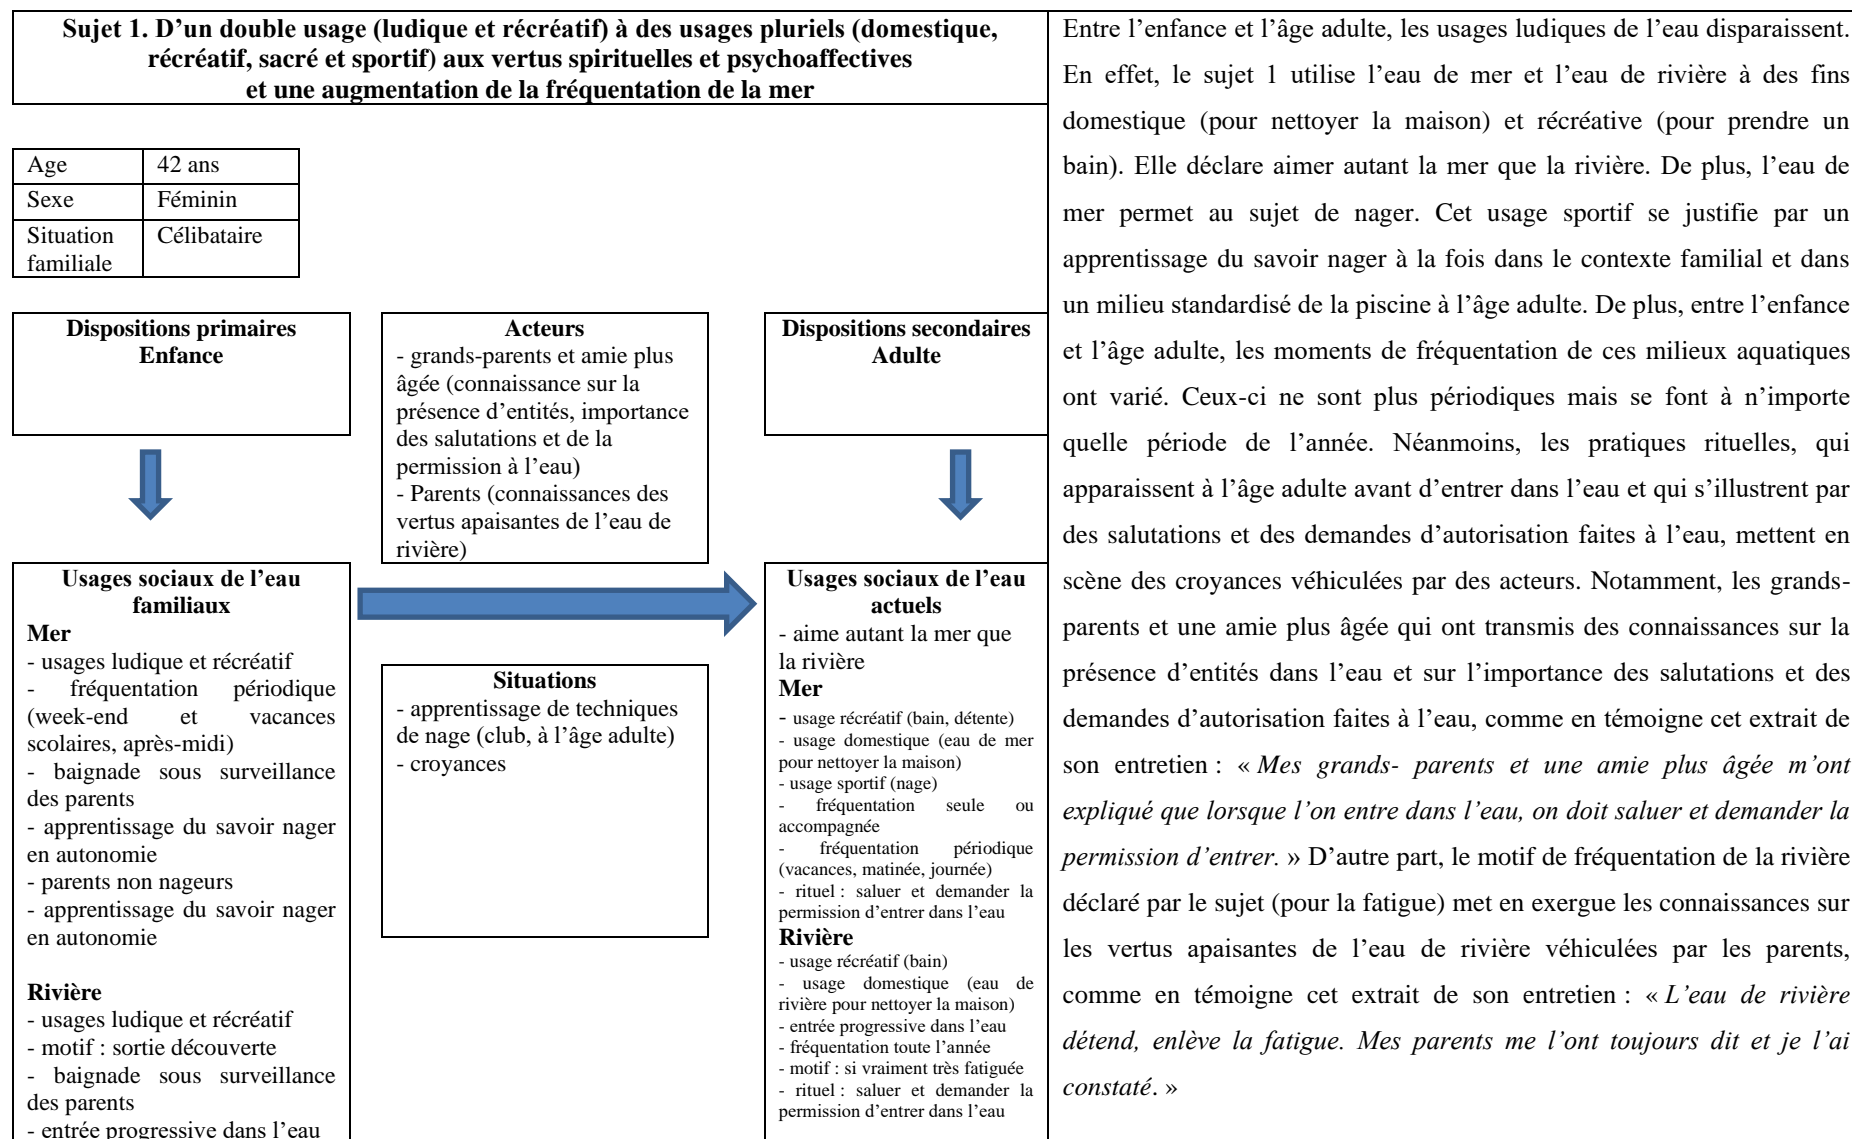 Sujet 1. D’un double usage (ludique et récréatif) à des usages pluriels (domestique,
récréatif, sacré et sportif) aux vertus spirituelles et psychoaffectives
et une augmentation de la fréquentation de la mer
Age 42 ans
Sexe Féminin
Situation Célibataire
familiale
Dispositions primaires
Enfance
Acteurs
- grands-parents et amie plus
âgée (connaissance sur la
présence d’entités, importance
des salutations et de la
permission à l’eau)
- Parents (connaissances des
vertus apaisantes de l’eau de
rivière)
Dispositions secondaires
Adulte
Usages sociaux de l’eau
familiaux
Mer
- usages ludique et récréatif
- fréquentation périodique
(week-end et vacances
scolaires, après-midi)
- baignade sous surveillance
des parents
- apprentissage du savoir nager
en autonomie
- parents non nageurs
- apprentissage du savoir nager
en autonomie
Rivière
- usages ludique et récréatif
- motif : sortie découverte
- baignade sous surveillance
des parents
- entrée progressive dans l’eau
Situations
- apprentissage de techniques
de nage (club, à l’âge adulte)
- croyances
Usages sociaux de l’eau
actuels
- aime autant la mer que
la rivière
Mer
- usage récréatif (bain, détente)
- usage domestique (eau de mer
pour nettoyer la maison)
- usage sportif (nage)
- fréquentation seule ou
accompagnée
- fréquentation périodique
(vacances, matinée, journée)
- rituel : saluer et demander la
permission d’entrer dans l’eau
Rivière
- usage récréatif (bain)
- usage domestique (eau de
rivière pour nettoyer la maison)
- entrée progressive dans l’eau
- fréquentation toute l’année
- motif : si vraiment très fatiguée
- rituel : saluer et demander la
permission d’entrer dans l’eau
Entre l’enfance et l’âge adulte, les usages ludiques de l’eau disparaissent.
En effet, le sujet 1 utilise l’eau de mer et l’eau de rivière à des fins
domestique (pour nettoyer la maison) et récréative (pour prendre un
bain). Elle déclare aimer autant la mer que la rivière. De plus, l’eau de
mer permet au sujet de nager. Cet usage sportif se justifie par un
apprentissage du savoir nager à la fois dans le contexte familial et dans
un milieu standardisé de la piscine à l’âge adulte. De plus, entre l’enfance
et l’âge adulte, les moments de fréquentation de ces milieux aquatiques
ont varié. Ceux-ci ne sont plus périodiques mais se font à n’importe
quelle période de l’année. Néanmoins, les pratiques rituelles, qui
apparaissent à l’âge adulte avant d’entrer dans l’eau et qui s’illustrent par
des salutations et des demandes d’autorisation faites à l’eau, mettent en
scène des croyances véhiculées par des acteurs. Notamment, les grands-
parents et une amie plus âgée qui ont transmis des connaissances sur la
présence d’entités dans l’eau et sur l’importance des salutations et des
demandes d’autorisation faites à l’eau, comme en témoigne cet extrait de
son entretien : « Mes grands- parents et une amie plus âgée m’ont
expliqué que lorsque l’on entre dans l’eau, on doit saluer et demander la
permission d’entrer. » D’autre part, le motif de fréquentation de la rivière
déclaré par le sujet (pour la fatigue) met en exergue les connaissances sur
les vertus apaisantes de l’eau de rivière véhiculées par les parents,
comme en témoigne cet extrait de son entretien : « L’eau de rivière
détend, enlève la fatigue. Mes parents me l’ont toujours dit et je l’ai
constaté. »